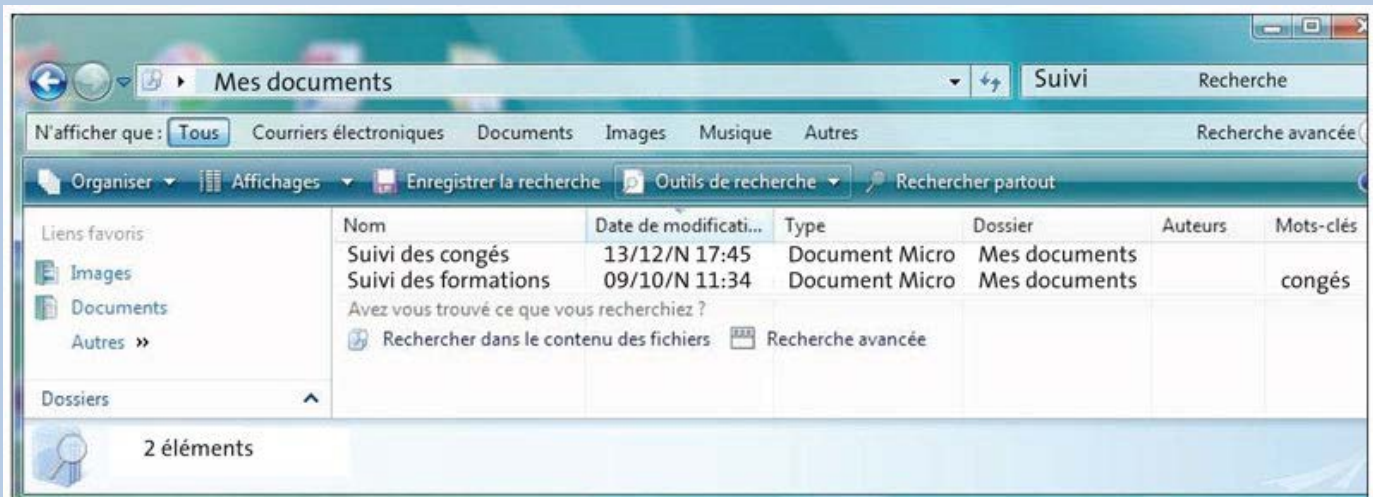 Mes documents Suivi Recherche
N'afficher que : Tous Courriers électroniques Documents Images Musique Autres Recherche avancée
Organiser Affichages Enregistrer la recherche Outils de recherche Rechercher partout
Liens favoris
Images
Documents
Autres »
Dossiers
Nom Date de modificati... Type Dossier Auteurs Mots-clés
Suivi des congés 13/12/N 17:45 Document Micro Mes documents
Suivi des formations 09/10/N 11:34 Document Micro Mes documents congés
Avez vous trouvé ce que vous recherchiez ?
Rechercher dans le contenu des fichiers Recherche avancée
2 éléments